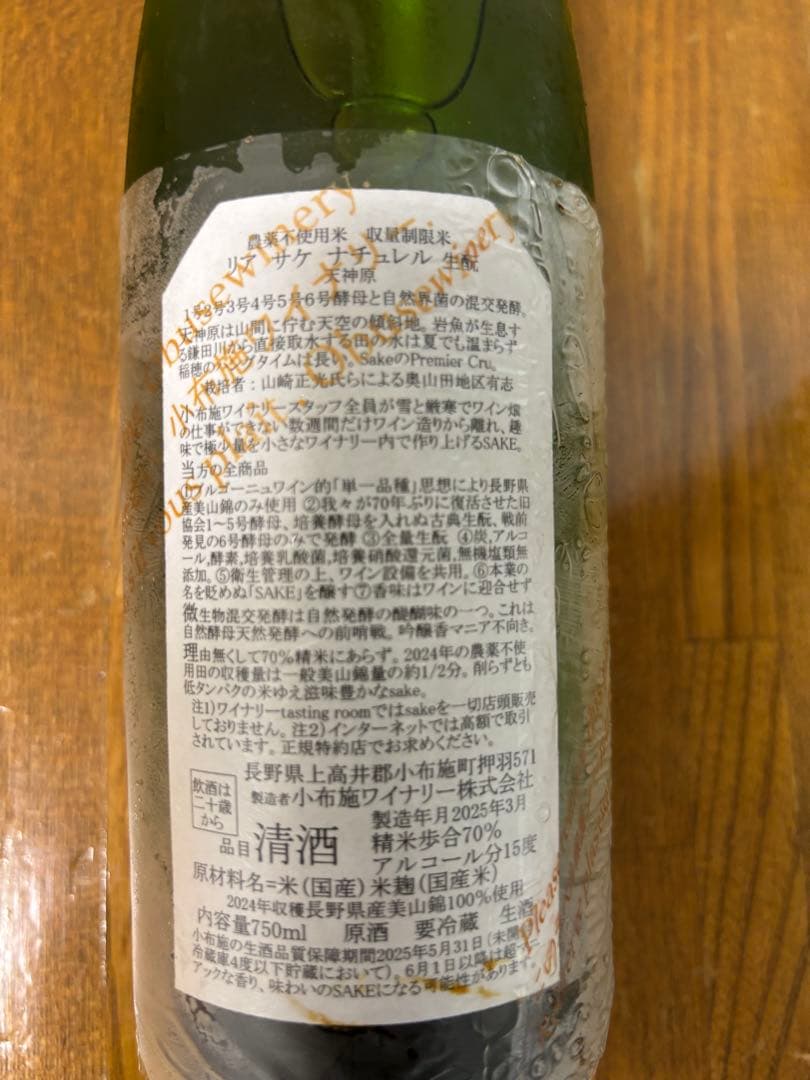 農薬不使用米　収量制限米
リア サケ ナチュレル 生酛
天神原
1号2号3号4号5号6号酵母と自然界菌の混交発酵。
天神原は山間に佇む天空の傾斜地。岩魚が生息す
る鎌田川から直接取水する田の水は夏でも温まらず
稲穂のハングタイムは長い。SakeのPremier Cru。
栽培者：山崎正光氏らによる奥山田地区有志
小布施ワイナリースタッフ全員が雪と厳寒でワイン畑
の仕事ができない数週間だけワイン造りから離れ、趣
味で極少量を小さなワイナリー内で作り上げるSAKE。
当方の全商品
①ブルゴーニュワイン的「単一品種」思想により長野県
産美山錦のみ使用 ②我々が70年ぶりに復活させた旧
協会1～5号酵母、培養酵母を入れぬ古典生酛、戦前
発見の6号酵母のみで発酵 ③全量生酛　④炭,アルコ
ール,酵素,培養乳酸菌,培養硝酸還元菌,無機塩類無
添加。⑤衛生管理の上、ワイン設備を共用。⑥本業の
名を貶めぬ「SAKE」を醸す⑦香味はワインに迎合せず
微生物混交発酵は自然発酵の醍醐味の一つ。これは
自然酵母天然発酵への前哨戦。吟醸香マニア不向き。
理由無くして70%精米にあらず。2024年の農薬不使
用田の収穫量は一般美山錦量の約1/2分。削らずとも
低タンパクの米ゆえ滋味豊かなsake。
注1)ワイナリーtasting roomではsakeを一切店頭販売
しておりません。注2)インターネットでは高額で取引
されています。正規特約店でお求めください。
長野県上高井郡小布施町押羽571
製造者 小布施ワイナリー株式会社
飲酒は
二十歳
から
製造年月2025年3月
品目 清酒
精米歩合70%
アルコール分15度
原材料名=米(国産)米麹(国産米)
2024年収穫長野県産美山錦100%使用
内容量750ml　原酒　要冷蔵　生酒
小布施の生酒品質保障期間2025年5月31日(未開
冷蔵庫4度以下貯蔵において)。6月1日以降は超
アックな香り、味わいのSAKEになる可能性があります。
小布施ワイナリー
Obusewinery